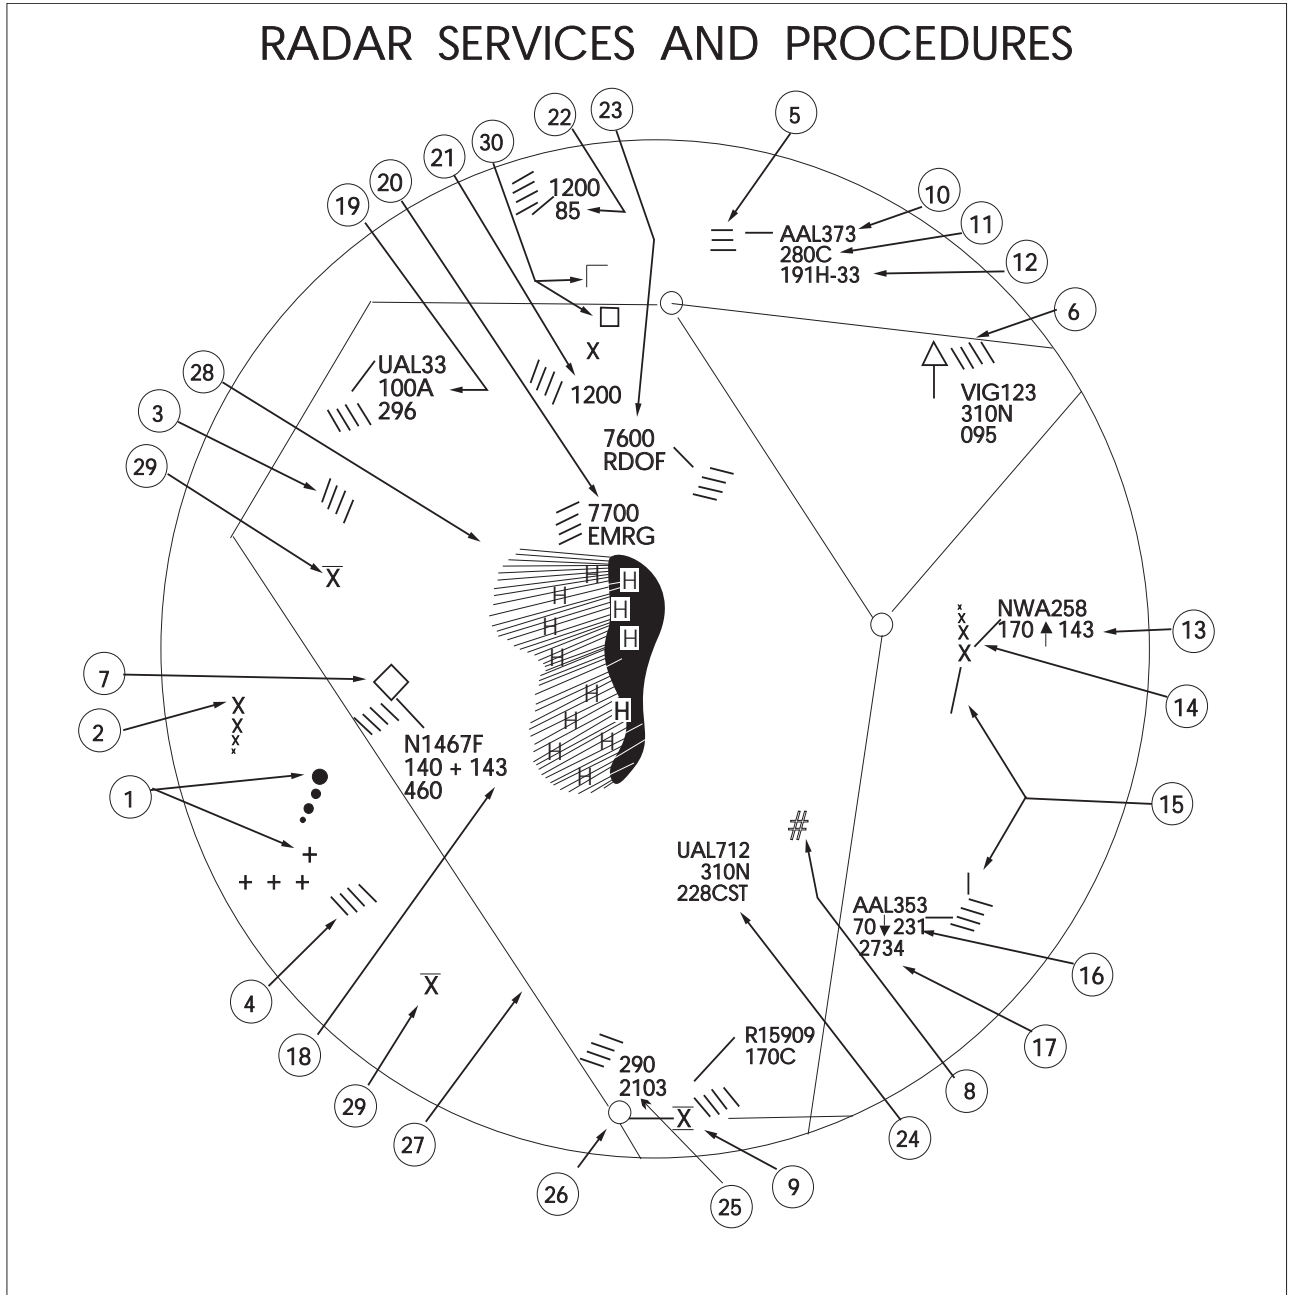 RADAR SERVICES AND PROCEDURES
23
22
5
30
21
20
19
1200
85
10
11
12
AAL373
280C
191H-33
6
X
1200
UAL33
100A
296
28
3
29
VIG123
310N
095
7600
RDOF
7700
EMRG
X
H
H
H
H
H
H
H
H
H
H
H
H
H
NWA258
170 143
X
X
X
X
13
14
7
2
X
X
X
X
N1467F
140 + 143
460
1
15
#
UAL712
310N
228CST
AAL353
70 231
2734
16
4
X
18
17
29
27
R15909
170C
290
2103
X
8
24
26
25
9